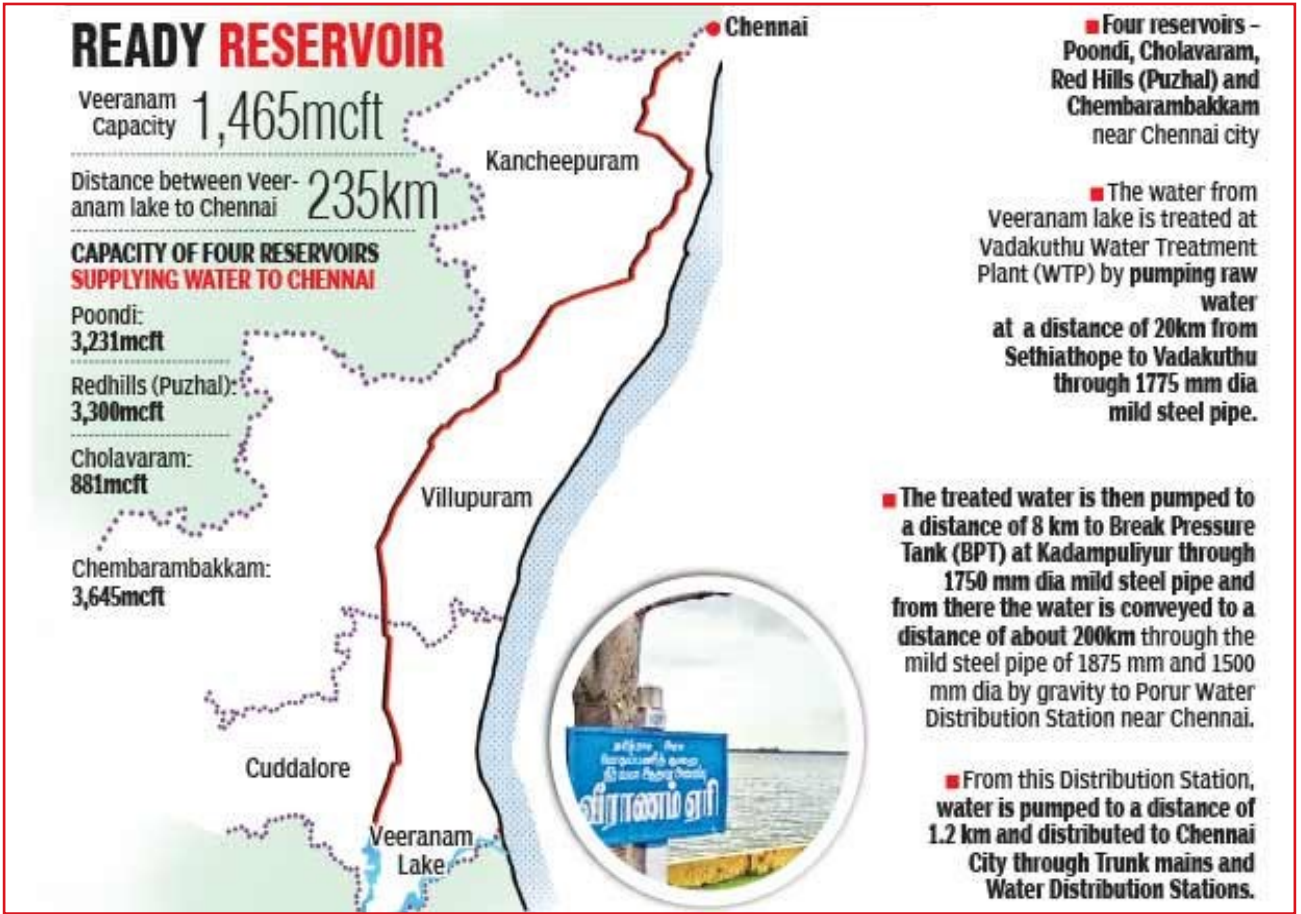 READY RESERVOIR
Veeranam
Capacity
1,465mcft
Distance between Veer-
anam lake to Chennai
235km
CAPACITY OF FOUR RESERVOIRS
SUPPLYING WATER TO CHENNAI
Poondi:
3,231mcft
Redhills (Puzhal):
3,300mcft
Cholavaram:
881mcft
Chembarambakkam:
3,645mcft
Chennai
Kancheepuram
Villupuram
Cuddalore
Veeranam
Lake
வீராணம் ஏரி
Four reservoirs –
Poondi, Cholavaram,
Red Hills (Puzhal) and
Chembarambakkam
near Chennai city
The water from
Veeranam lake is treated at
Vadakuthu Water Treatment
Plant (WTP) by pumping raw
water
at a distance of 20km from
Sethiathope to Vadakuthu
through 1775 mm dia
mild steel pipe.
The treated water is then pumped to
a distance of 8 km to Break Pressure
Tank (BPT) at Kadampuliyur through
1750 mm dia mild steel pipe and
from there the water is conveyed to a
distance of about 200km through the
mild steel pipe of 1875 mm and 1500
mm dia by gravity to Porur Water
Distribution Station near Chennai.
From this Distribution Station,
water is pumped to a distance of
1.2 km and distributed to Chennai
City through Trunk mains and
Water Distribution Stations.